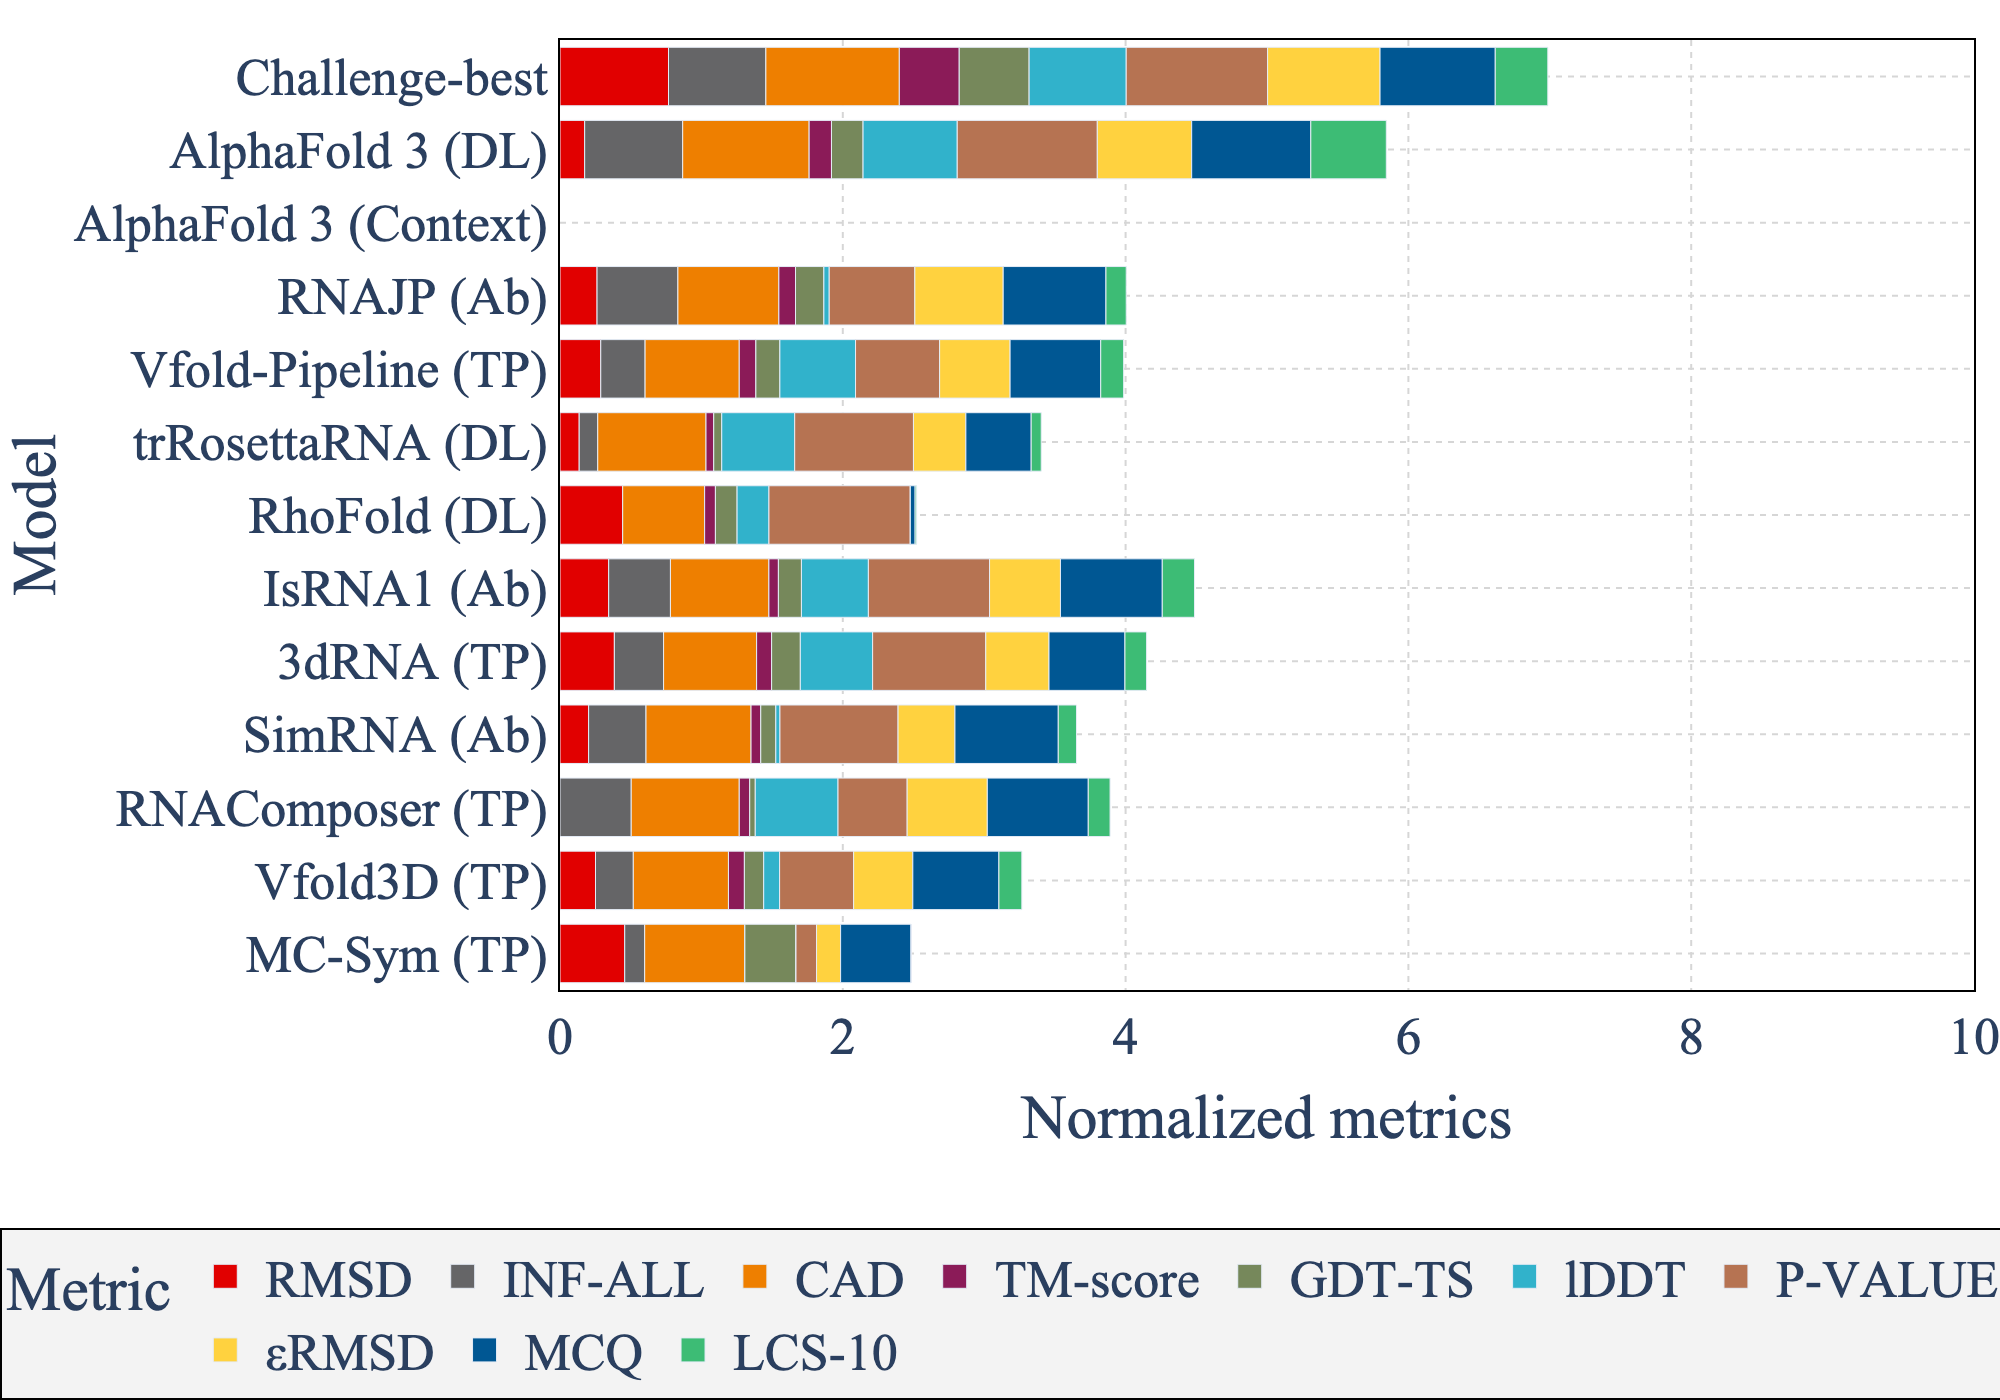 Challenge-best
AlphaFold 3 (DL)
AlphaFold 3 (Context)
RNAJP (Ab)
Vfold-Pipeline (TP)
trRosettaRNA (DL)
RhoFold (DL)
IsRNA1 (Ab)
3dRNA (TP)
SimRNA (Ab)
RNAComposer (TP)
Vfold3D (TP)
MC-Sym (TP)
Model
0 2 4 6 8 10
Normalized metrics
Metric
RMSD INF-ALL CAD TM-score GDT-TS lDDT P-VALUE
εRMSD MCQ LCS-10